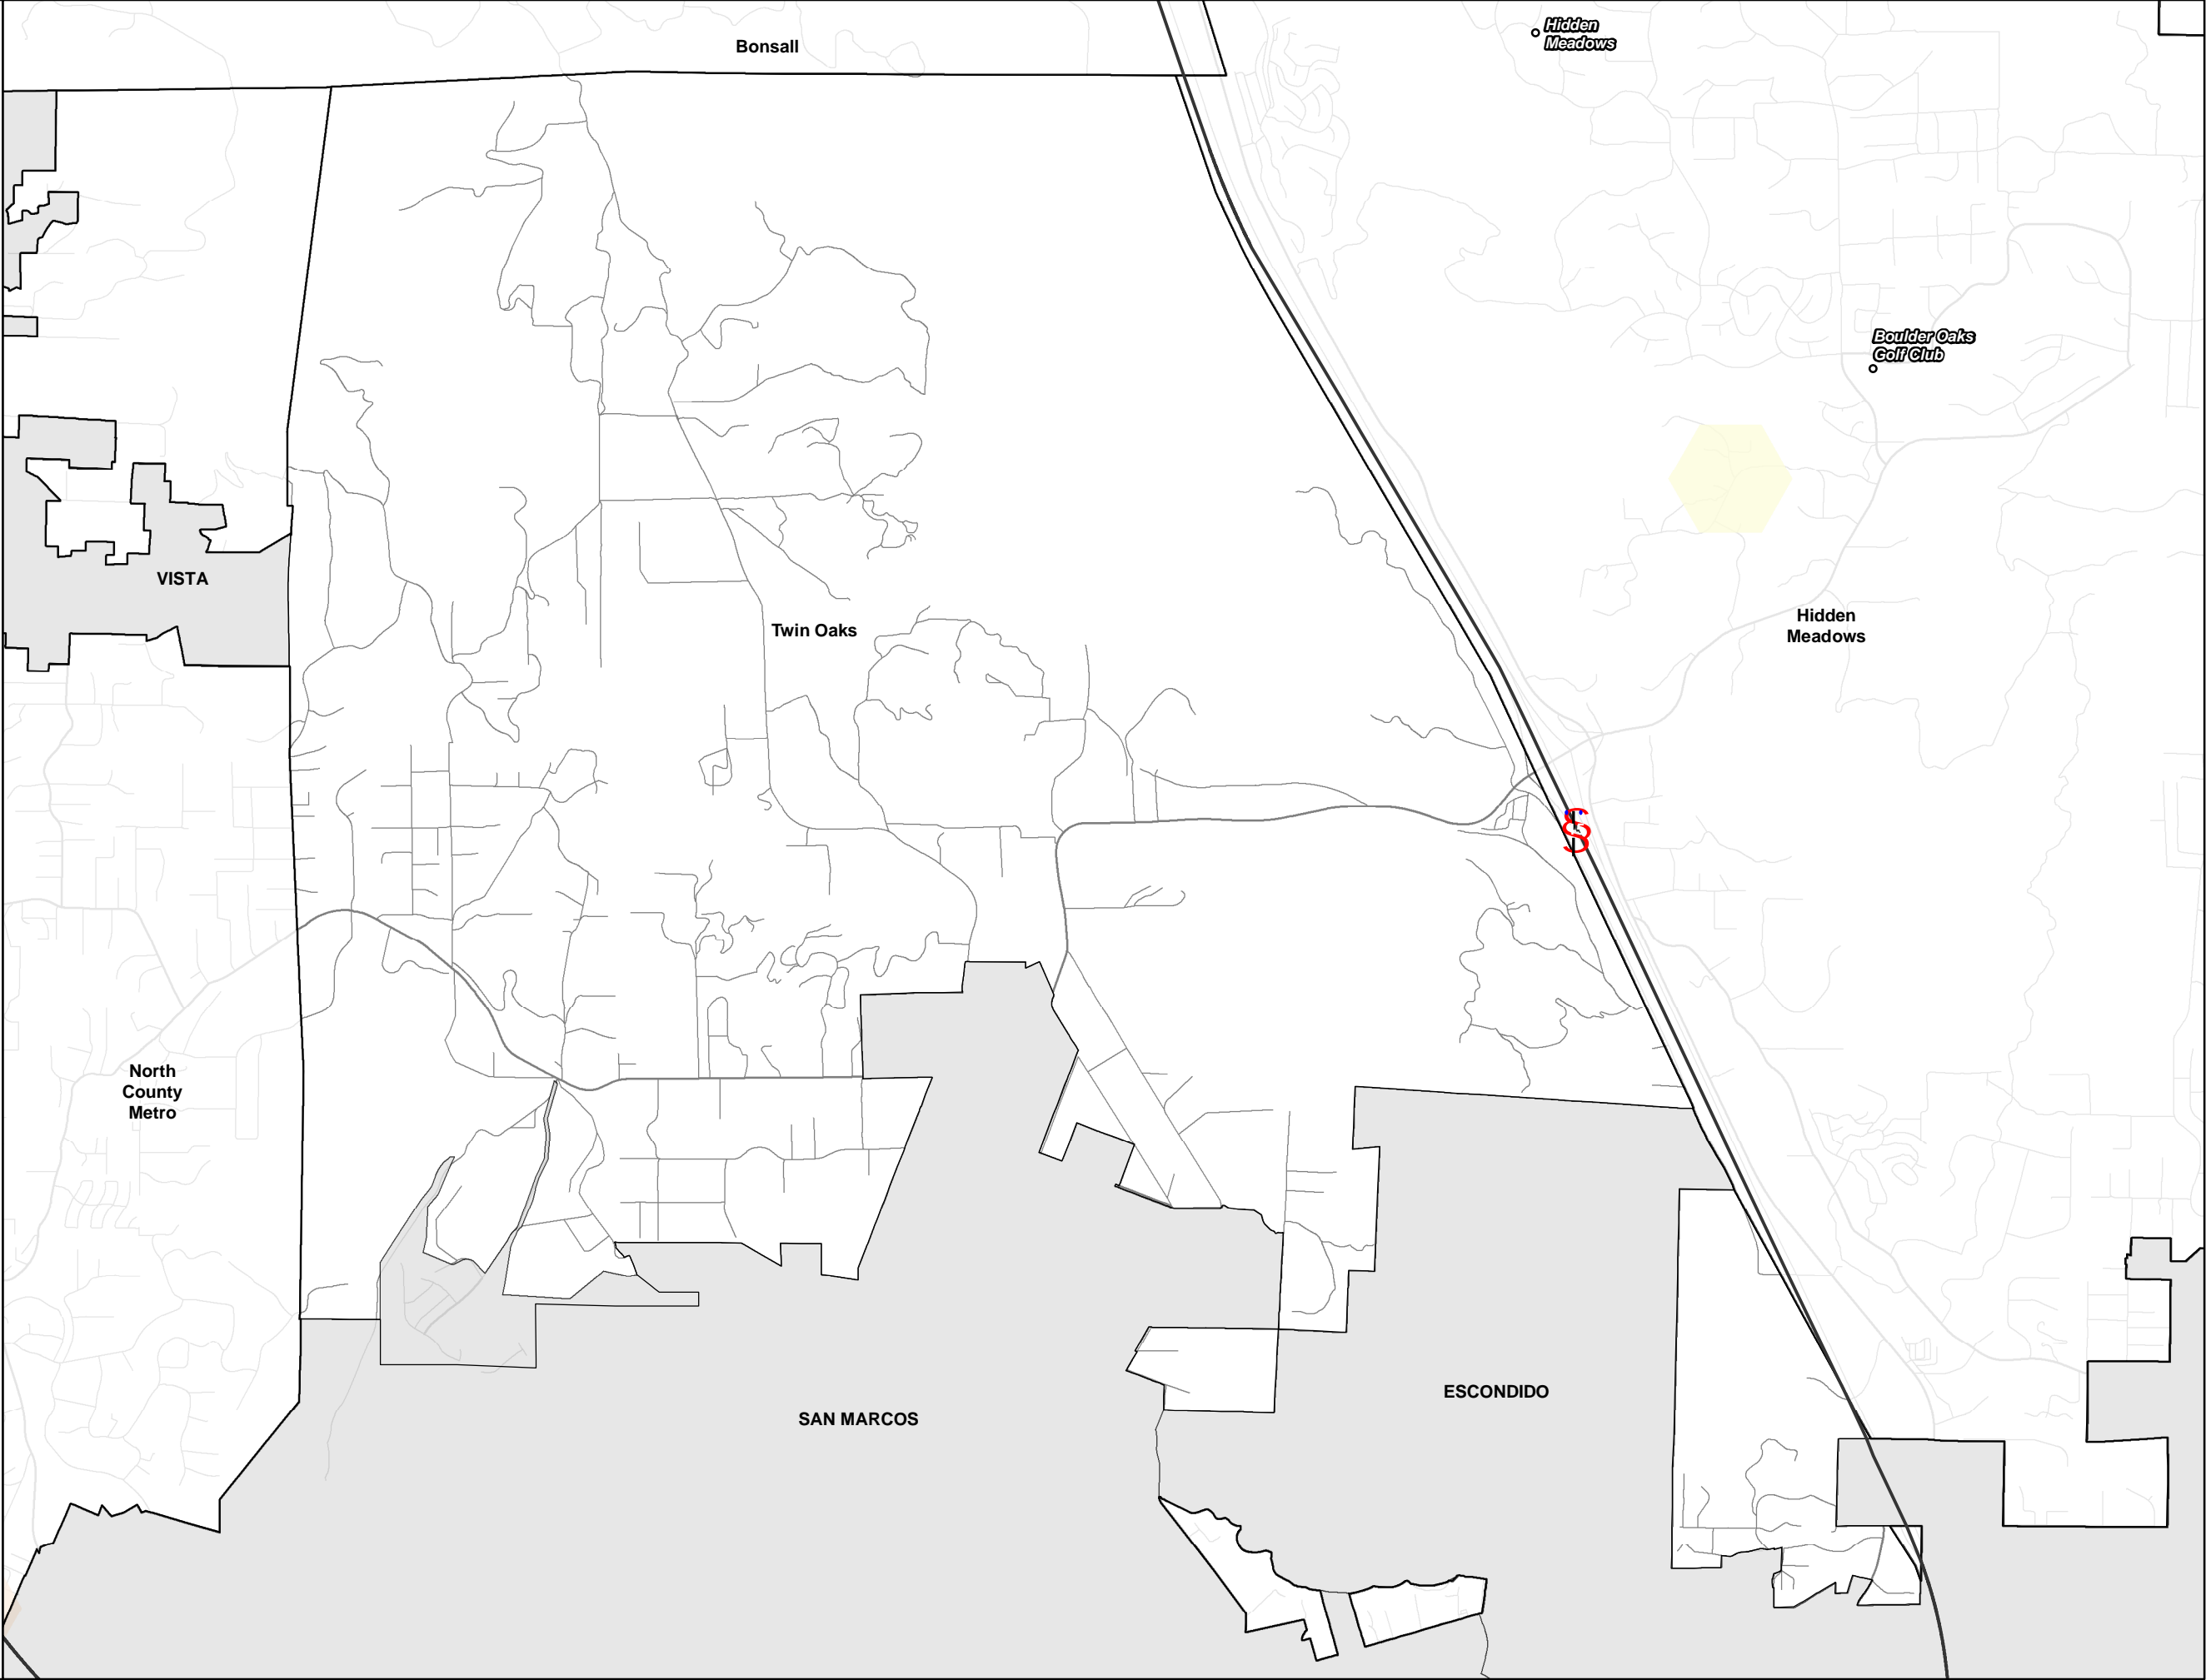 Bonsall
Hidden
Meadows
Boulder Oaks
Golf Club
VISTA
Twin Oaks
Hidden
Meadows
North
County
Metro
SAN MARCOS
ESCONDIDO